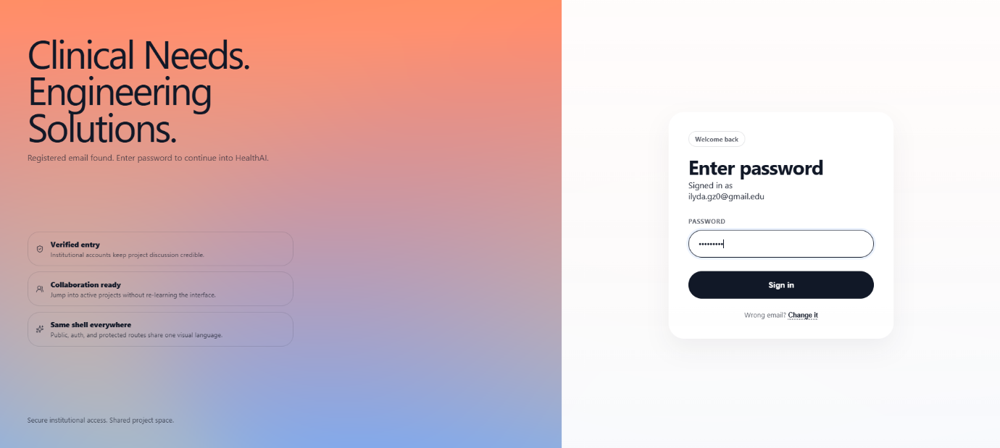 Clinical Needs.
Engineering
Solutions.
Registered email found. Enter password to continue into HealthAI.
Verified entry
Institutional accounts keep project discussion credible.
Collaboration ready
Jump into active projects without re-learning the interface.
Same shell everywhere
Public, auth, and protected routes share one visual language.
Secure institutional access. Shared project space.
Welcome back
Enter password
Signed in as
ilyda.gz0@gmail.edu
PASSWORD
•••••••••
Sign in
Wrong email? Change it